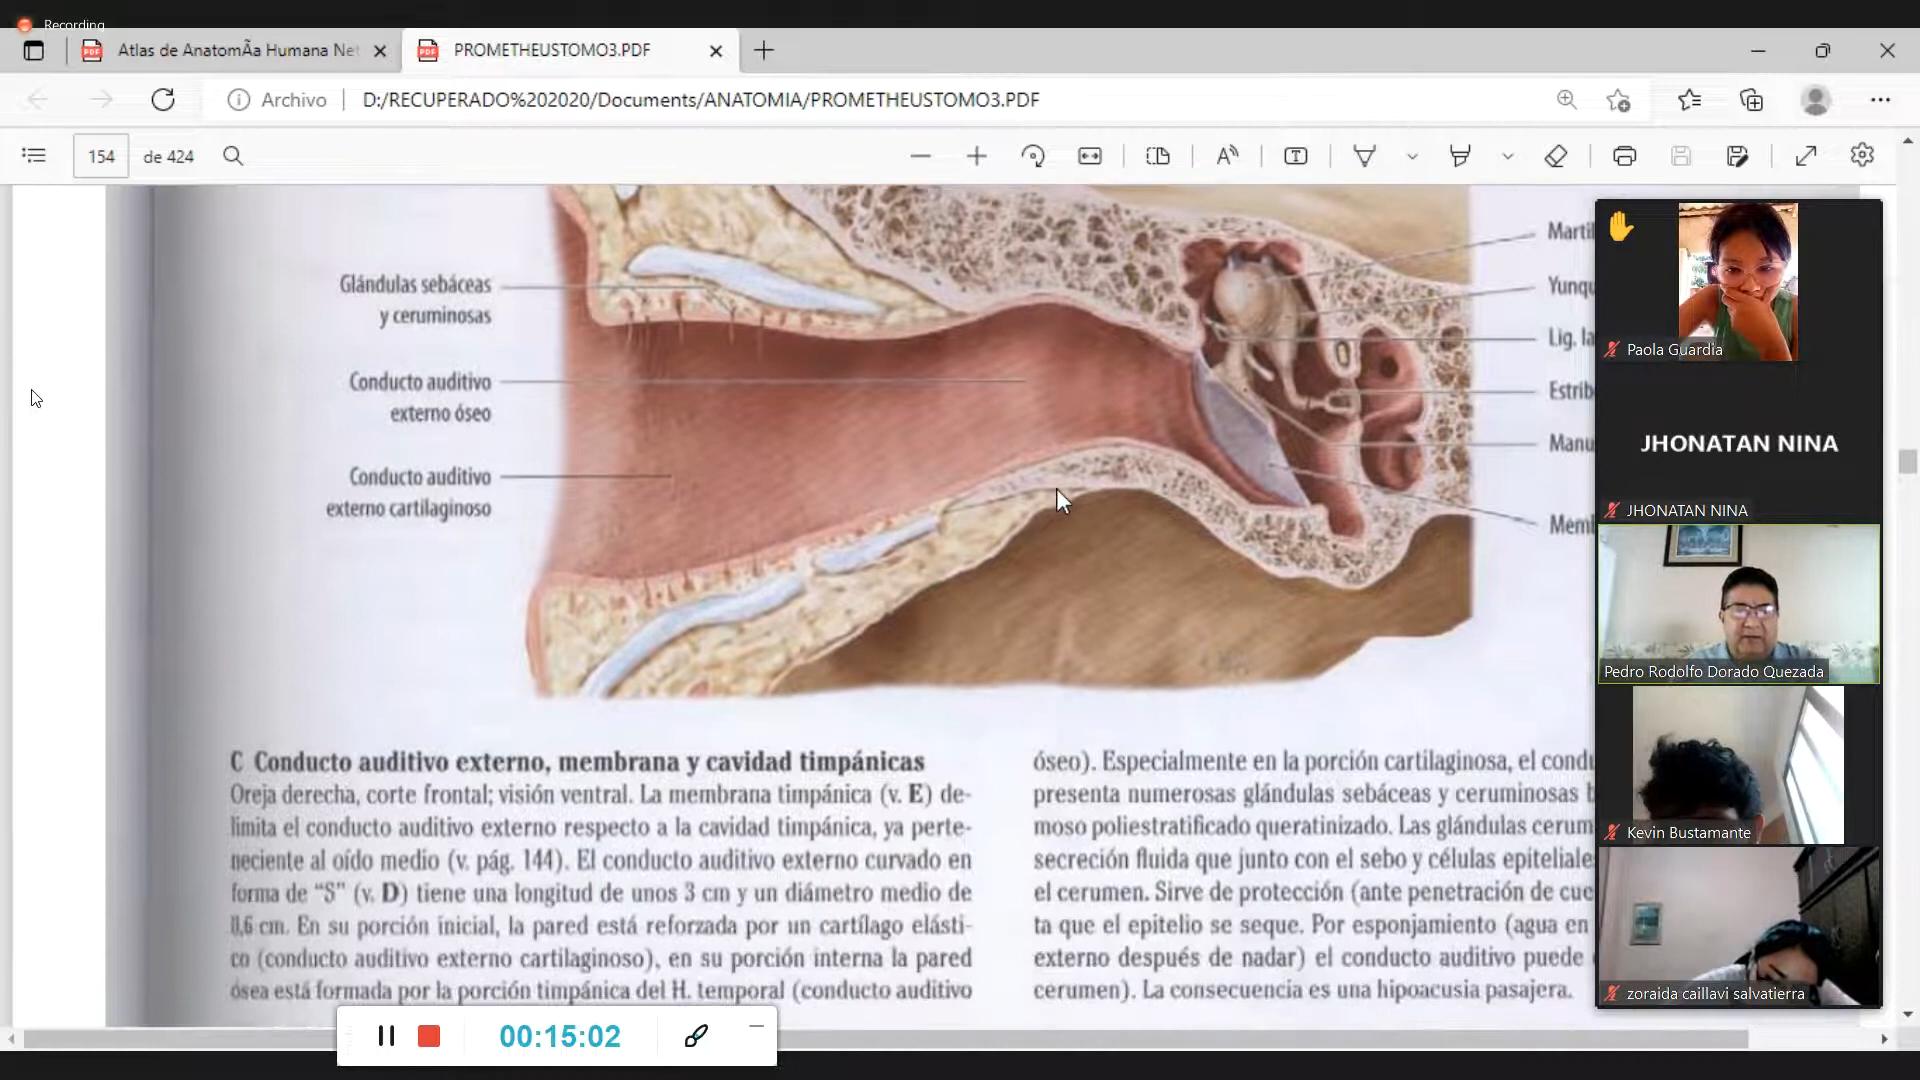 Recording
Atlas de AnatomÃa Humana Net
PROMETHEUSTOMO3.PDF
Archivo
D:/RECUPERADO%202020/Documents/ANATOMIA/PROMETHEUSTOMO3.PDF
154
de 424
Glándulas sebáceas
y ceruminosas
Conducto auditivo
externo óseo
Conducto auditivo
externo cartilaginoso
Martil
Yunqu
Lig. la
Estrib
Manu
Meml
C Conducto auditivo externo, membrana y cavidad timpánicas
Oreja derecha, corte frontal; visión ventral. La membrana timpánica (v. E) de-
limita el conducto auditivo externo respecto a la cavidad timpánica, ya perte-
neciente al oído medio (v. pág. 144). El conducto auditivo externo curvado en
forma de “S” (v. D) tiene una longitud de unos 3 cm y un diámetro medio de
0,6 cm. En su porción inicial, la pared está reforzada por un cartílago elásti-
co (conducto auditivo externo cartilaginoso), en su porción interna la pared
ósea está formada por la porción timpánica del H. temporal (conducto auditivo
óseo). Especialmente en la porción cartilaginosa, el cond
presenta numerosas glándulas sebáceas y ceruminosas b
moso poliestratificado queratinizado. Las glándulas cerum
secreción fluida que junto con el sebo y células epiteliale
el cerumen. Sirve de protección (ante penetración de cue
ta que el epitelio se seque. Por esponjamiento (agua en
externo después de nadar) el conducto auditivo puede
cerumen). La consecuencia es una hipoacusia pasajera.
Paola Guardia
JHONATAN NINA
JHONATAN NINA
Pedro Rodolfo Dorado Quezada
Kevin Bustamante
zoraida caillavi salvatierra
00:15:02